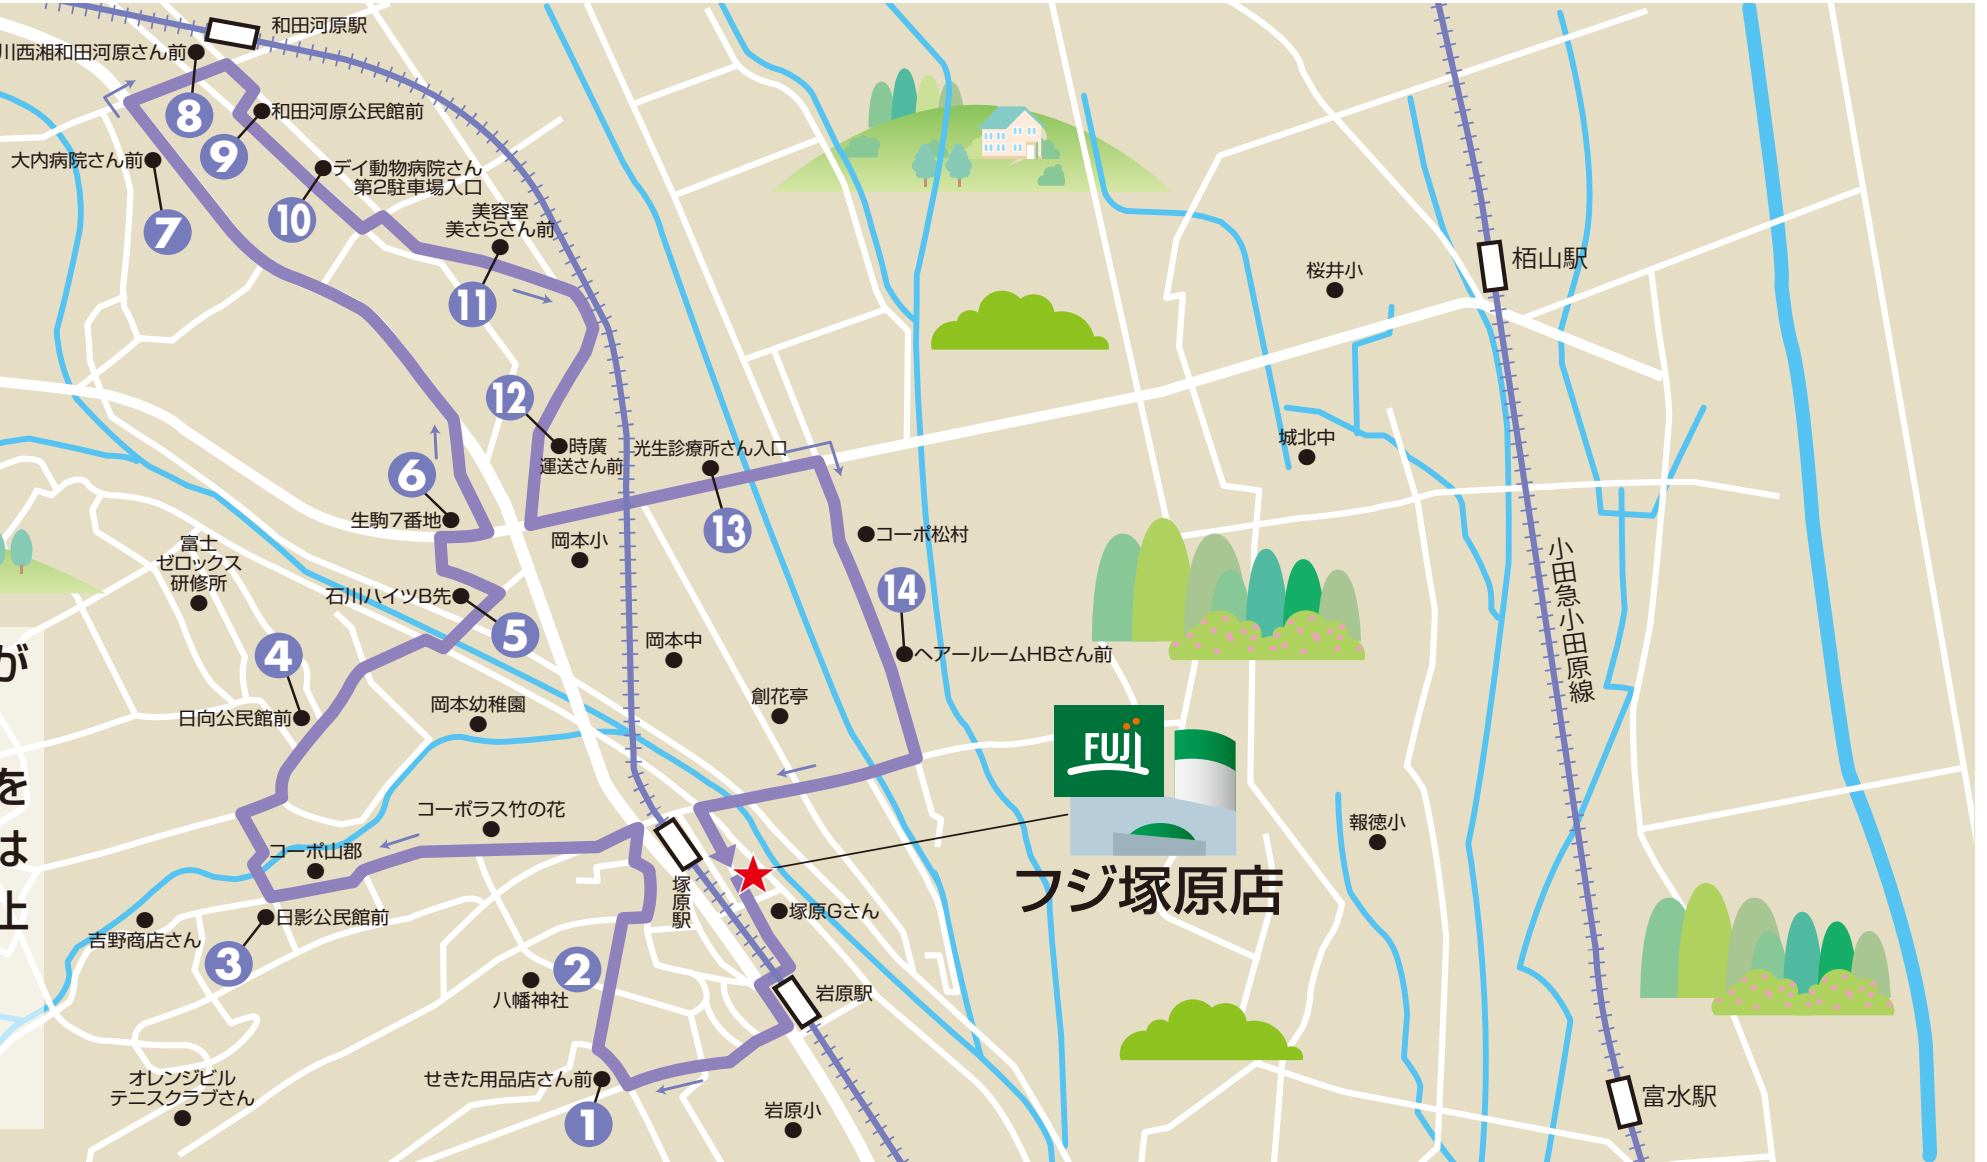 和田河原駅
川西湘和田河原さん前
8
和田河原公民館前
9
大内病院さん前
7
デイ動物病院さん
第2駐車場入口
10
美容室
美さらさん前
11
栢山駅
桜井小
12
時廣
運送さん前
光生診療所さん入口
13
城北中
6
生駒7番地
富士
ゼロックス
研修所
岡本小
コーポ松村
14
石川ハイツB先
5
小田急小田原線
岡本中
ヘアールームHBさん前
4
日向公民館前
岡本幼稚園
創花亭
FUJI
が
を
は
上
コーポラス竹の花
コーポ山郡
報徳小
フジ塚原店
塚原駅
塚原Gさん
日影公民館前
3
吉野商店さん
2
八幡神社
岩原駅
オレンジビル
テニスクラブさん
せきた用品店さん前
1
岩原小
富水駅